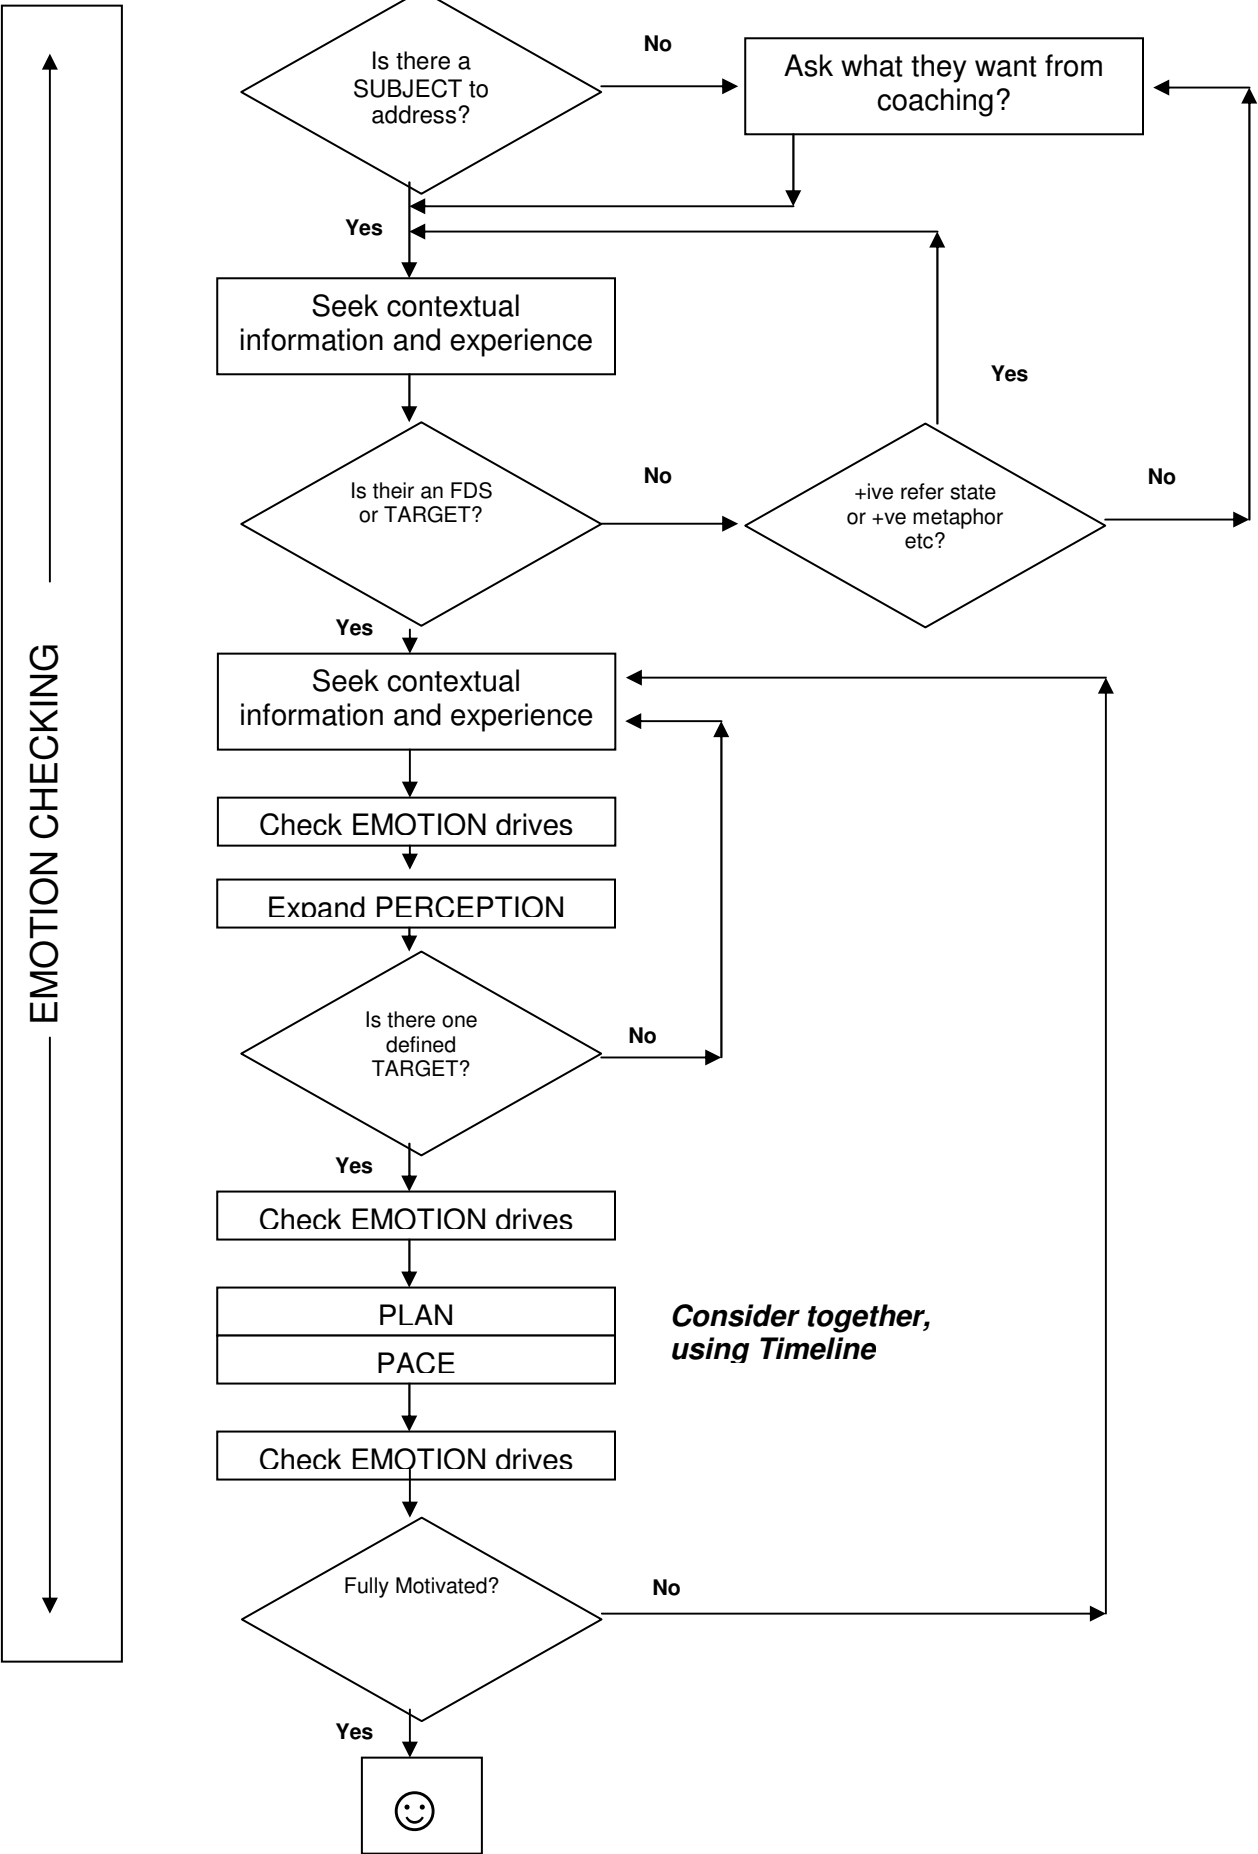 Is there a
SUBJECT to
address?
No
Ask what they want from
coaching?
Yes
Seek contextual
information and experience
Yes
Is their an FDS
or TARGET?
No
+ive refer state
or +ve metaphor
etc?
No
Yes
Seek contextual
information and experience
EMOTION CHECKING
Check EMOTION drives
Expand PERCEPTION
Is there one
defined
TARGET?
No
Yes
Check EMOTION drives
PLAN
PACE
Consider together,
using Timeline
Check EMOTION drives
Fully Motivated?
No
Yes